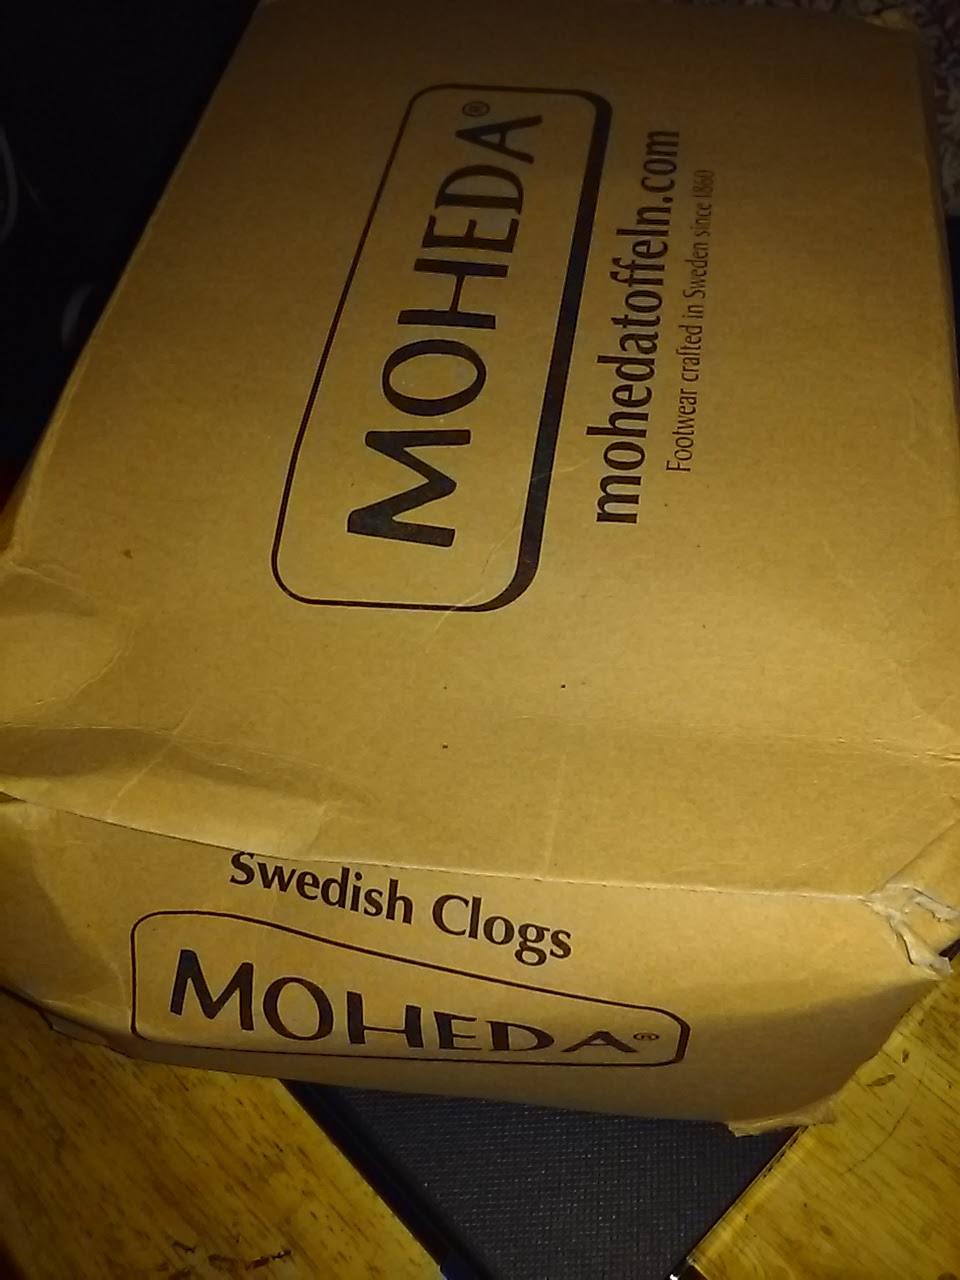 MOHEDA®
mohedatoffeln.com
Footwear crafted in Sweden since 1860
Swedish Clogs
MOHEDA®